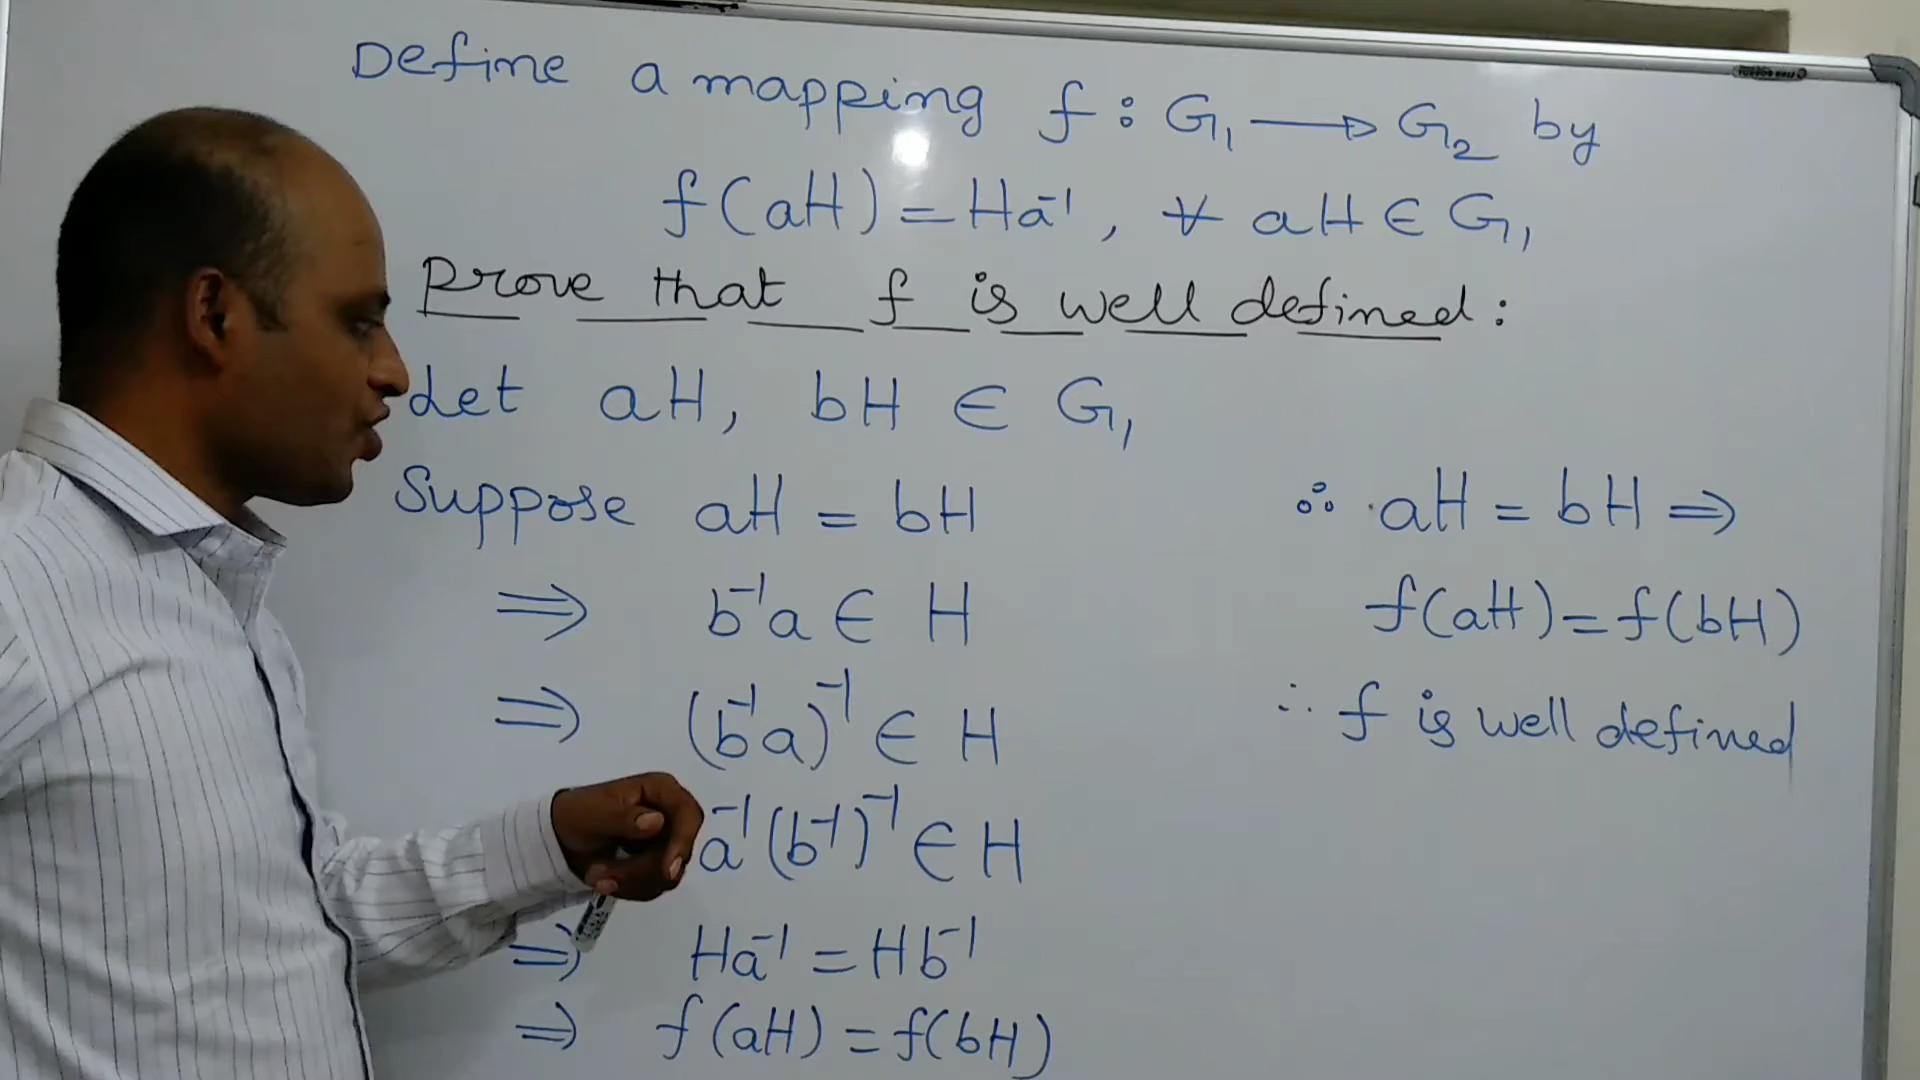 Define a mapping f : G₁ → G₂ by
f(aH) = Ha⁻¹, ∀ aH ∈ G₁
Prove that f is well defined :
Let aH, bH ∈ G₁
Suppose aH = bH
⇒ b⁻¹a ∈ H
⇒ (b⁻¹a)⁻¹ ∈ H
a⁻¹(b⁻¹)⁻¹ ∈ H
⇒ Ha⁻¹ = Hb⁻¹
⇒ f(aH) = f(bH)
∴ aH = bH ⇒
f(aH) = f(bH)
∴ f is well defined